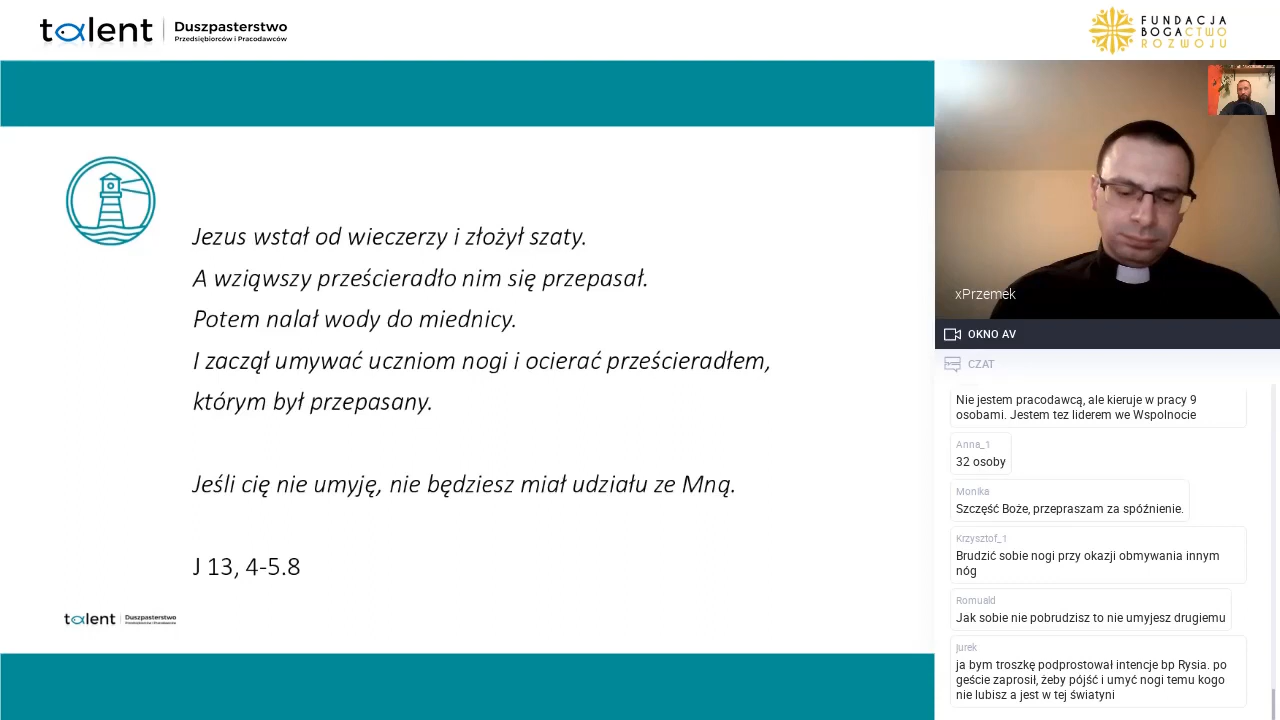 talent
Duszpasterstwo
Przedsiębiorców i Pracodawców
FUNDACJA
BOGACTWO
ROZWOJU
Jezus wstał od wieczerzy i złożył szaty.
A wziąwszy prześcieradło nim się przepasał.
Potem nalał wody do miednicy.
I zaczął umywać uczniom nogi i ocierać prześcieradłem,
którym był przepasany.
Jeśli cię nie umyję, nie będziesz miał udziału ze Mną.
J 13, 4-5.8
talent
Duszpasterstwo
Przedsiębiorców i Pracodawców
xPrzemek
OKNO AV
CZAT
Nie jestem pracodawcą, ale kieruje w pracy 9
osobami. Jestem tez liderem we Wspolnocie
Anna_1
32 osoby
Monika
Szczęść Boże, przepraszam za spóźnienie.
Krzysztof_1
Brudzić sobie nogi przy okazji obmywania innym
nóg
Romuald
Jak sobie nie pobrudzisz to nie umyjesz drugiemu
jurek
ja bym troszkę podprostował intencje bp Rysia. po
geście zaprosił, żeby pójść i umyć nogi temu kogo
nie lubisz a jest w tej światyni